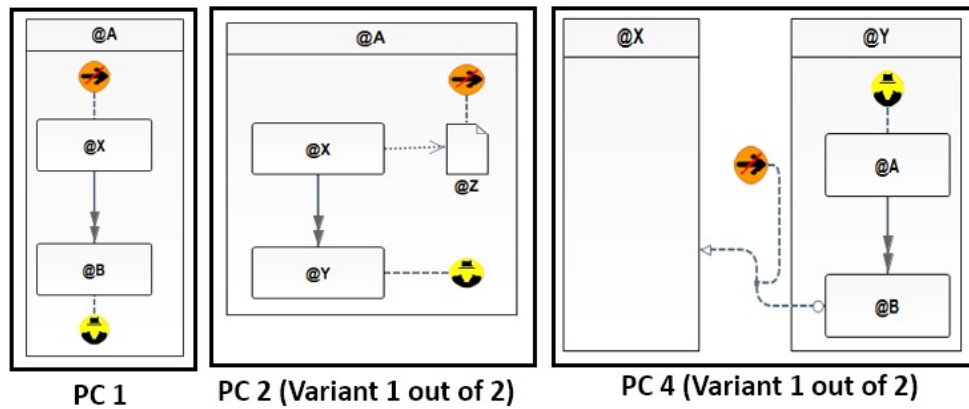 @A
@X
@B
PC 1
@A
@X
@Z
@Y
PC 2 (Variant 1 out of 2)
@X
@Y
@A
@B
PC 4 (Variant 1 out of 2)